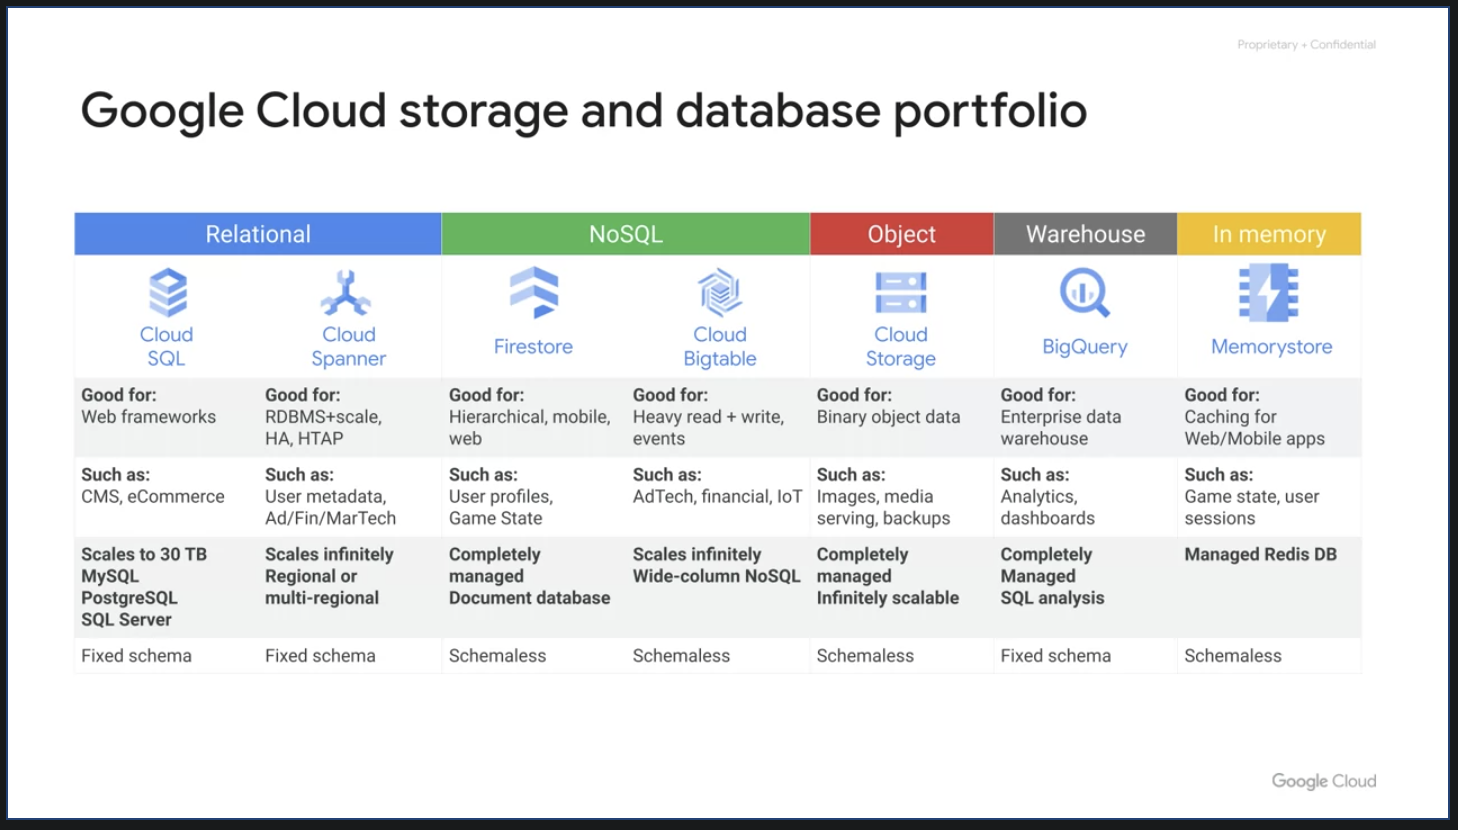 Proprietary + Confidential
Google Cloud storage and database portfolio
Relational
NoSQL
Object
Warehouse
In memory
Cloud
SQL
Cloud
Spanner
Firestore
Cloud
Bigtable
Cloud
Storage
BigQuery
Memorystore
Good for:
Web frameworks
Good for:
RDBMS+scale,
HA, HTAP
Good for:
Hierarchical, mobile,
web
Good for:
Heavy read + write,
events
Good for:
Binary object data
Good for:
Enterprise data
warehouse
Good for:
Caching for
Web/Mobile apps
Such as:
CMS, eCommerce
Such as:
User metadata,
Ad/Fin/MarTech
Such as:
User profiles,
Game State
Such as:
AdTech, financial, IoT
Such as:
Images, media
serving, backups
Such as:
Analytics,
dashboards
Such as:
Game state, user
sessions
Scales to 30 TB
MySQL
PostgreSQL
SQL Server
Scales infinitely
Regional or
multi-regional
Completely
managed
Document database
Scales infinitely
Wide-column NoSQL
Completely
managed
Infinitely scalable
Completely
Managed
SQL analysis
Managed Redis DB
Fixed schema
Fixed schema
Schemaless
Schemaless
Schemaless
Fixed schema
Schemaless
Google Cloud